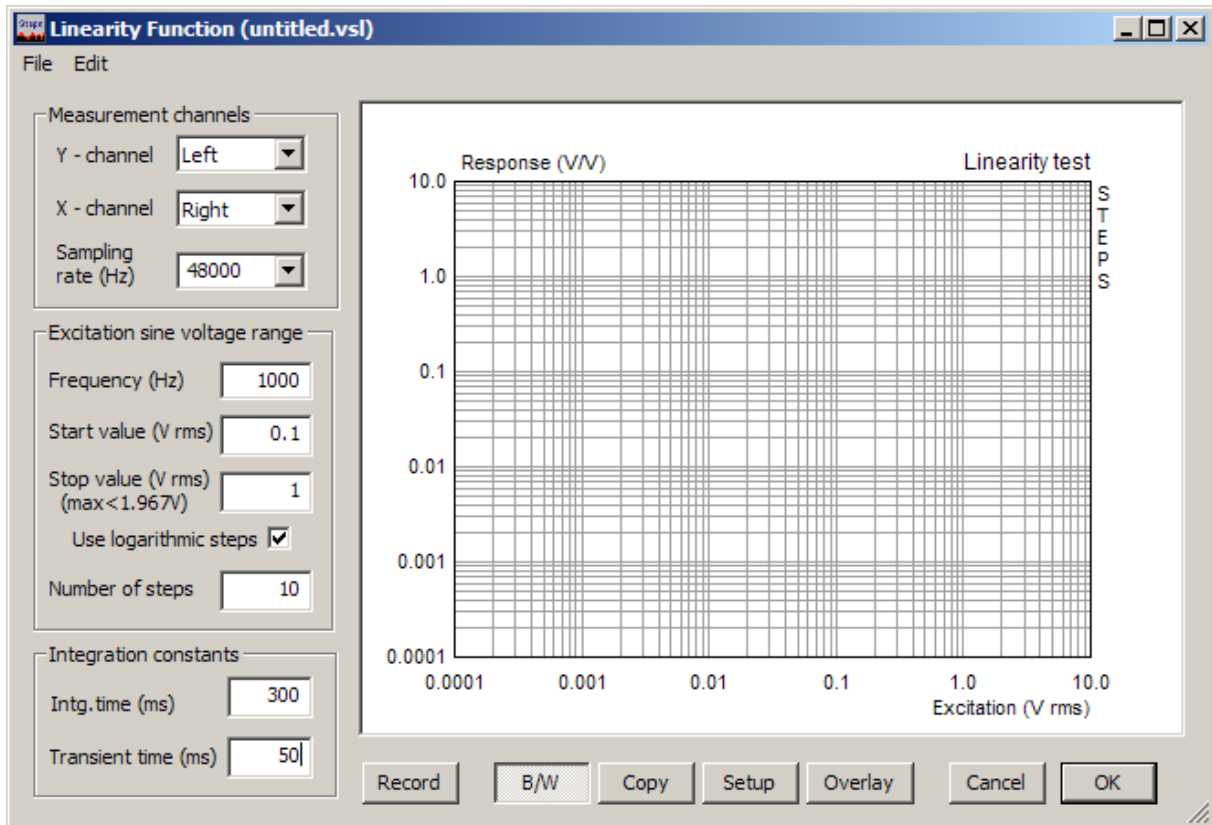 Linearity Function (untitled.vsl)
File Edit
Measurement channels
Y - channel Left
X - channel Right
Sampling
rate (Hz) 48000
Excitation sine voltage range
Frequency (Hz) 1000
Start value (V rms) 0.1
Stop value (V rms)
(max<1.967V) 1
Use logarithmic steps
Number of steps 10
Integration constants
Intg.time (ms) 300
Transient time (ms) 50
Response (V/V) Linearity test
10.0
1.0
0.1
0.01
0.001
0.0001
0.0001 0.001 0.01 0.1 1.0 10.0
Excitation (V rms)
S
T
E
P
S
Record B/W Copy Setup Overlay Cancel OK